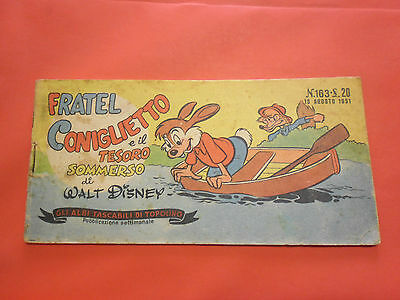 FRATEL
CONIGLIETTO
e il
TESORO
SOMMERSO
di
WALT DISNEY
N.163-L.20
15 AGOSTO 1951
GLI ALBI TASCABILI DI TOPOLINO
Pubblicazione settimanale